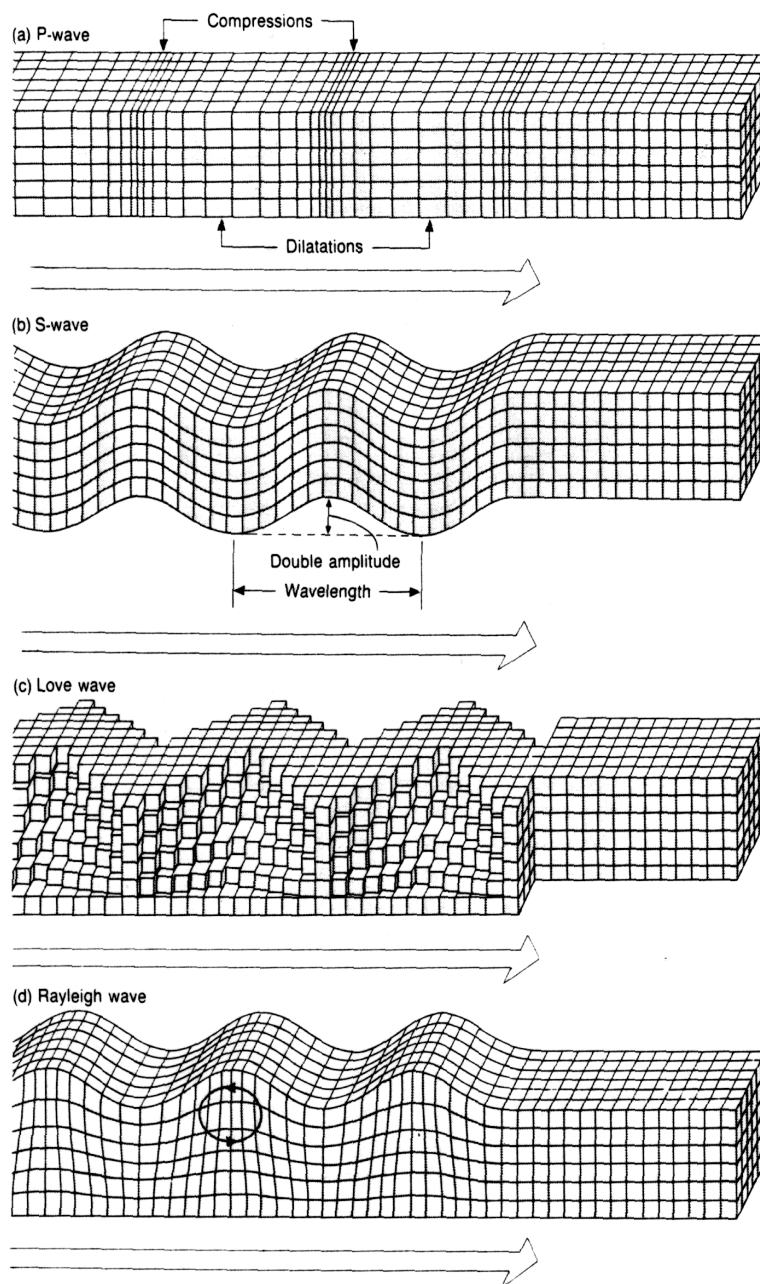 Compressions
(a) P-wave
Dilatations
(b) S-wave
Double amplitude
Wavelength
(c) Love wave
(d) Rayleigh wave